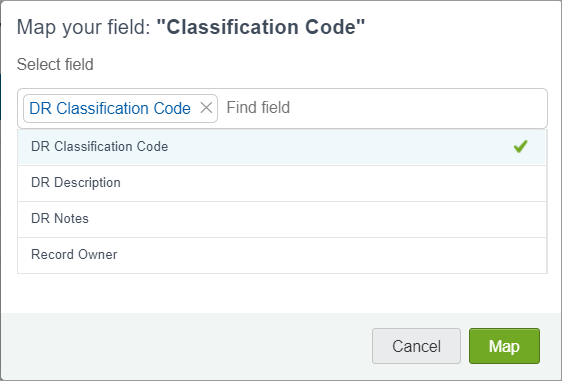 Map your field: "Classification Code"
Select field
DR Classification Code Find field
DR Classification Code
DR Description
DR Notes
Record Owner
Cancel Map